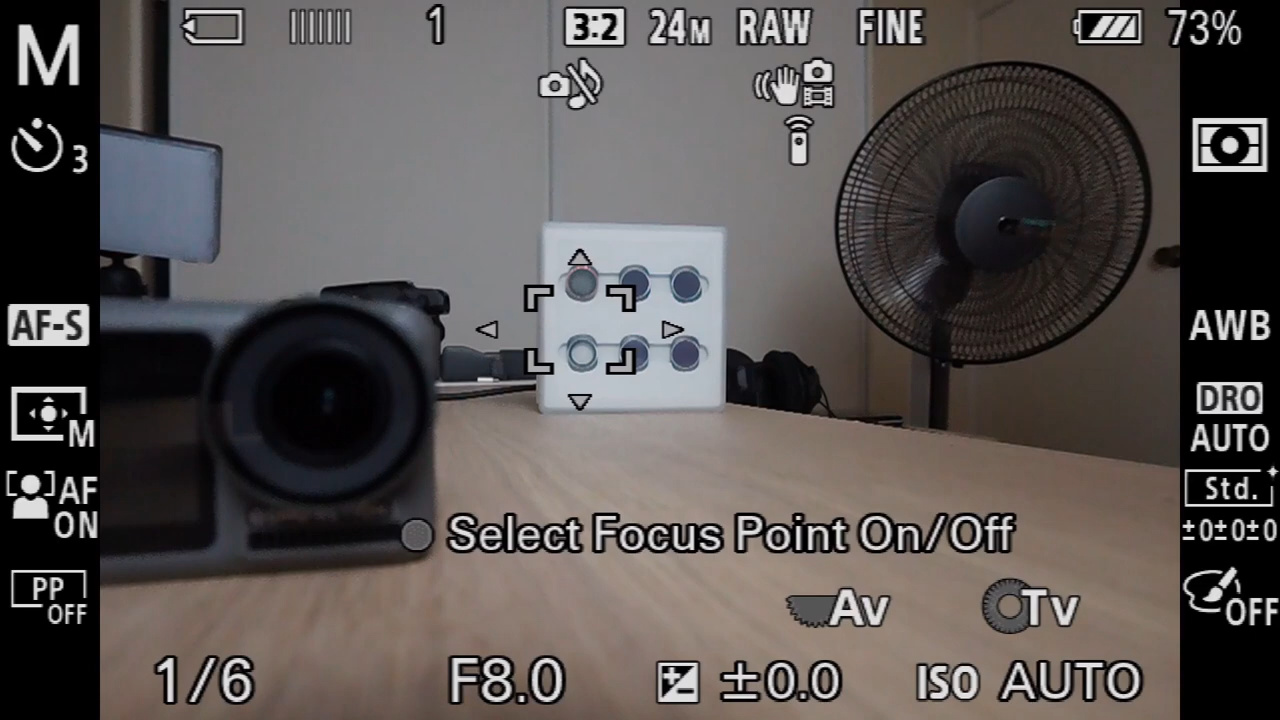 M 1 3:2 24M RAW FINE 73%
3
AF-S
AWB
M
DRO
AUTO
AF
ON
Std.
±0±0±0
Select Focus Point On/Off
PP
OFF
Av Tv
OFF
1/6 F8.0 ±0.0 ISO AUTO